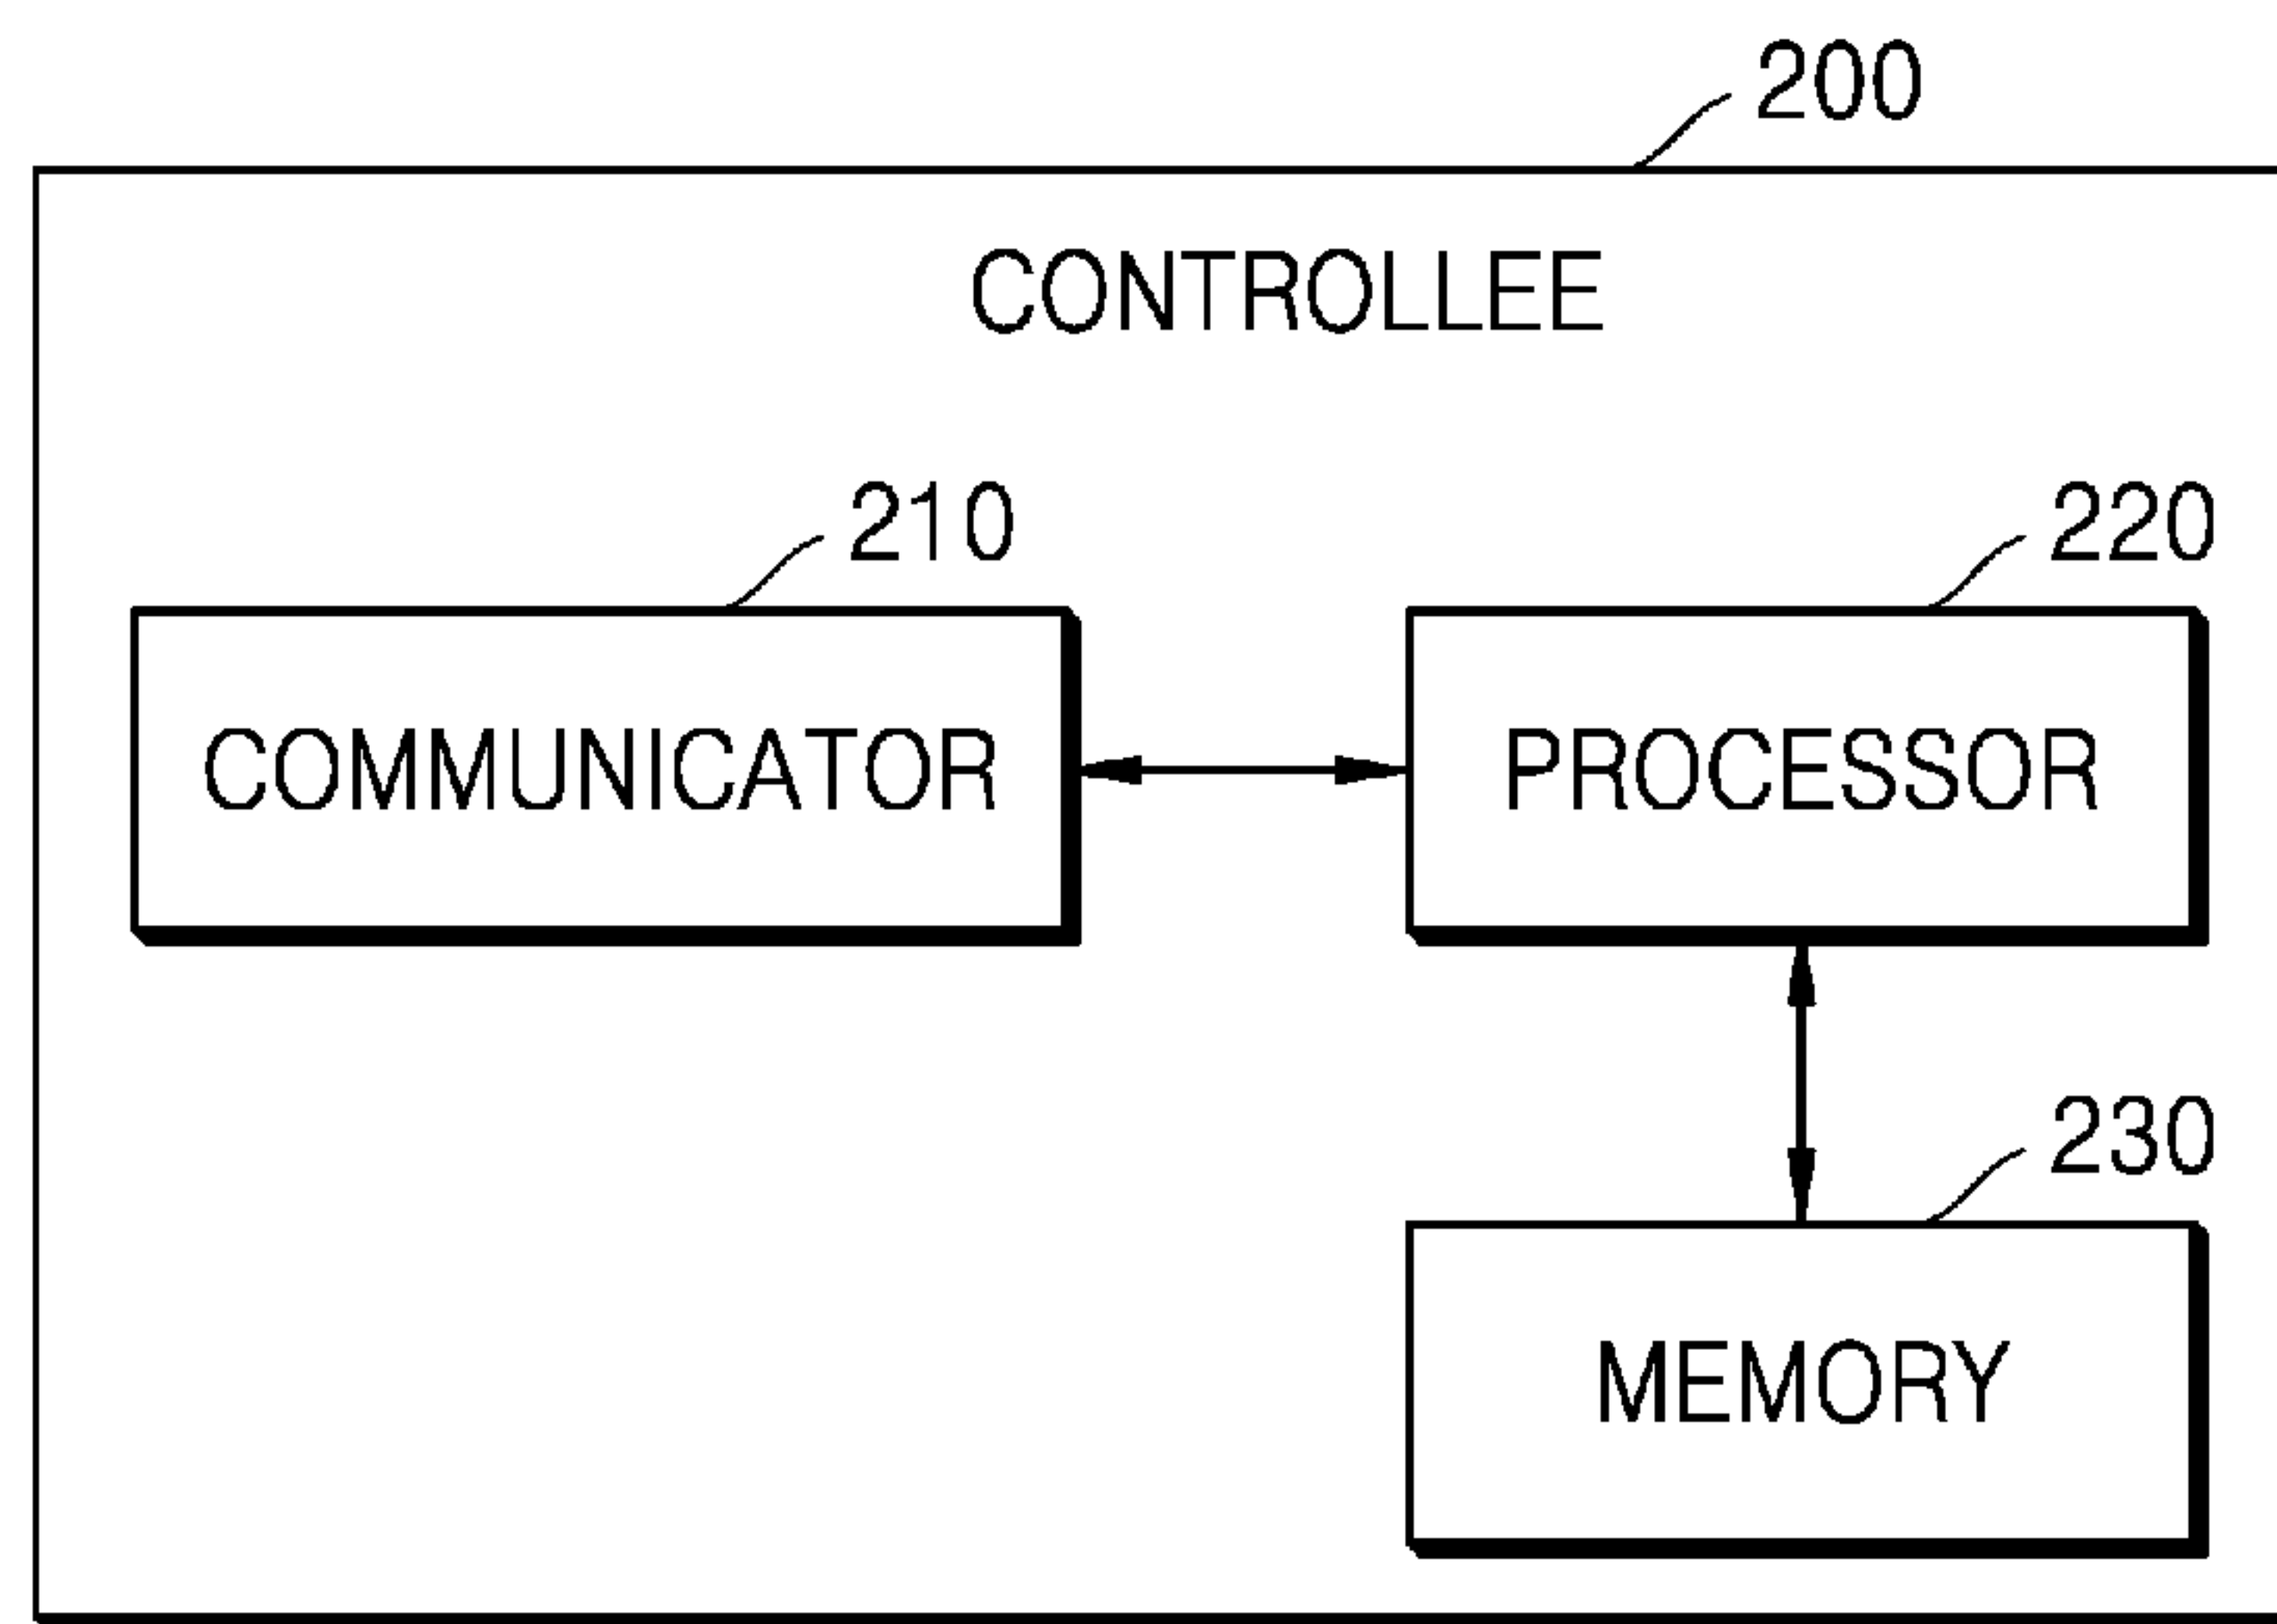 200
CONTROLLEE
210
220
COMMUNICATOR
PROCESSOR
230
MEMORY